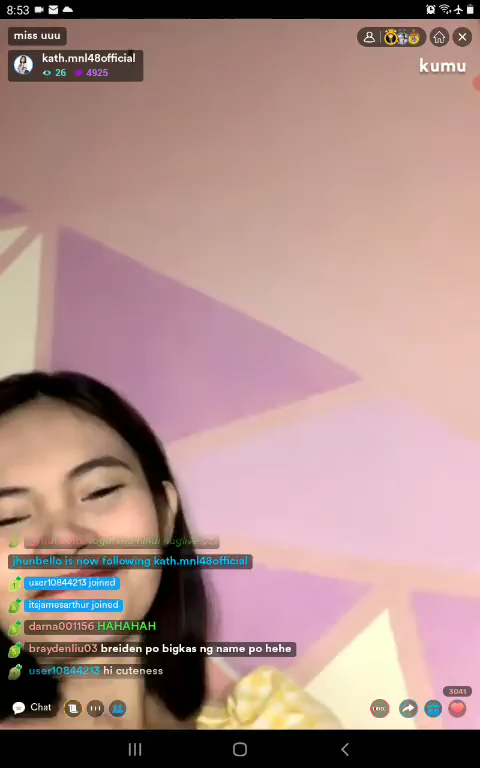 8:53
miss uuu
kath.mnl48official
26 4925
kumu
jhunbello is now following kath.mnl48official
user10844213 joined
itsjamesarthur joined
darna001156 HAHAHAH
braydenliu03 breiden po bigkas ng name po hehe
user10844213 hi cuteness
3041
Chat